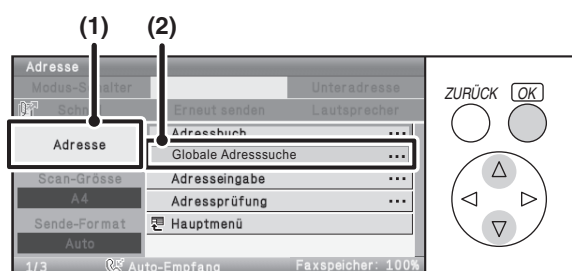 (1) (2)
Adresse
Modus-Schalter Unteradresse
Erneut senden Lautsprecher
Adresse
Adressbuch ...
Globale Adresssuche ...
Scan-Grösse
A4
Adresseingabe ...
Adressprüfung ...
Sende-Format
Auto
Hauptmenü
1/3 Auto-Empfang Faxspeicher: 100%
ZURÜCK OK